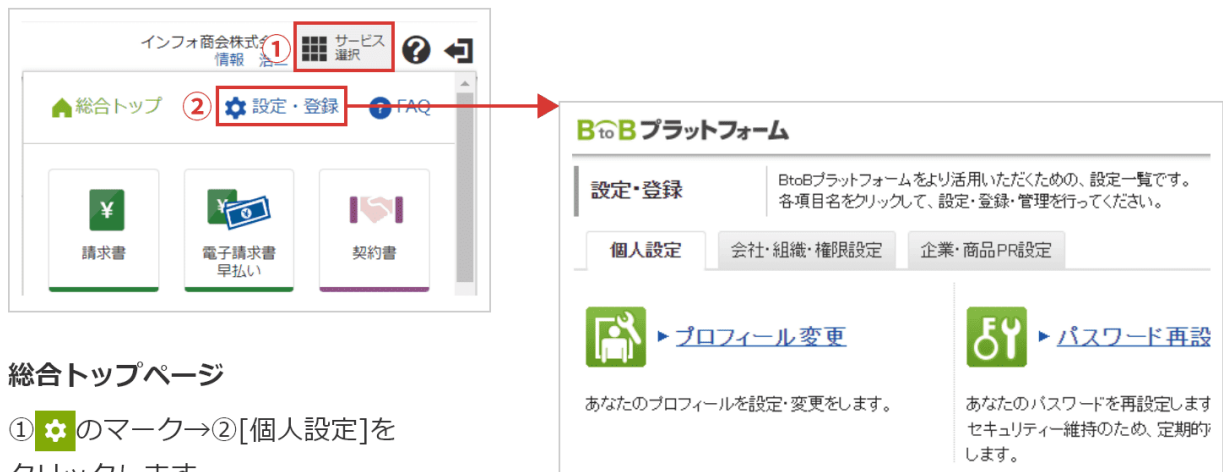 インフォ商会株式会
情報
①
サービス
選択
総合トップ
②
設定・登録
FAQ
請求書
電子請求書
早払い
契約書
BtoBプラットフォーム
設定・登録
BtoBプラットフォームをより活用いただくための、設定一覧です。
各項目名をクリックして、設定・登録・管理を行ってください。
個人設定
会社・組織・権限設定
企業・商品PR設定
プロフィール変更
あなたのプロフィールを設定・変更をします。
パスワード再設
あなたのパスワードを再設定します
セキュリティー維持のため、定期的
します。
総合トップページ
①のマーク→②[個人設定]を
クリックします